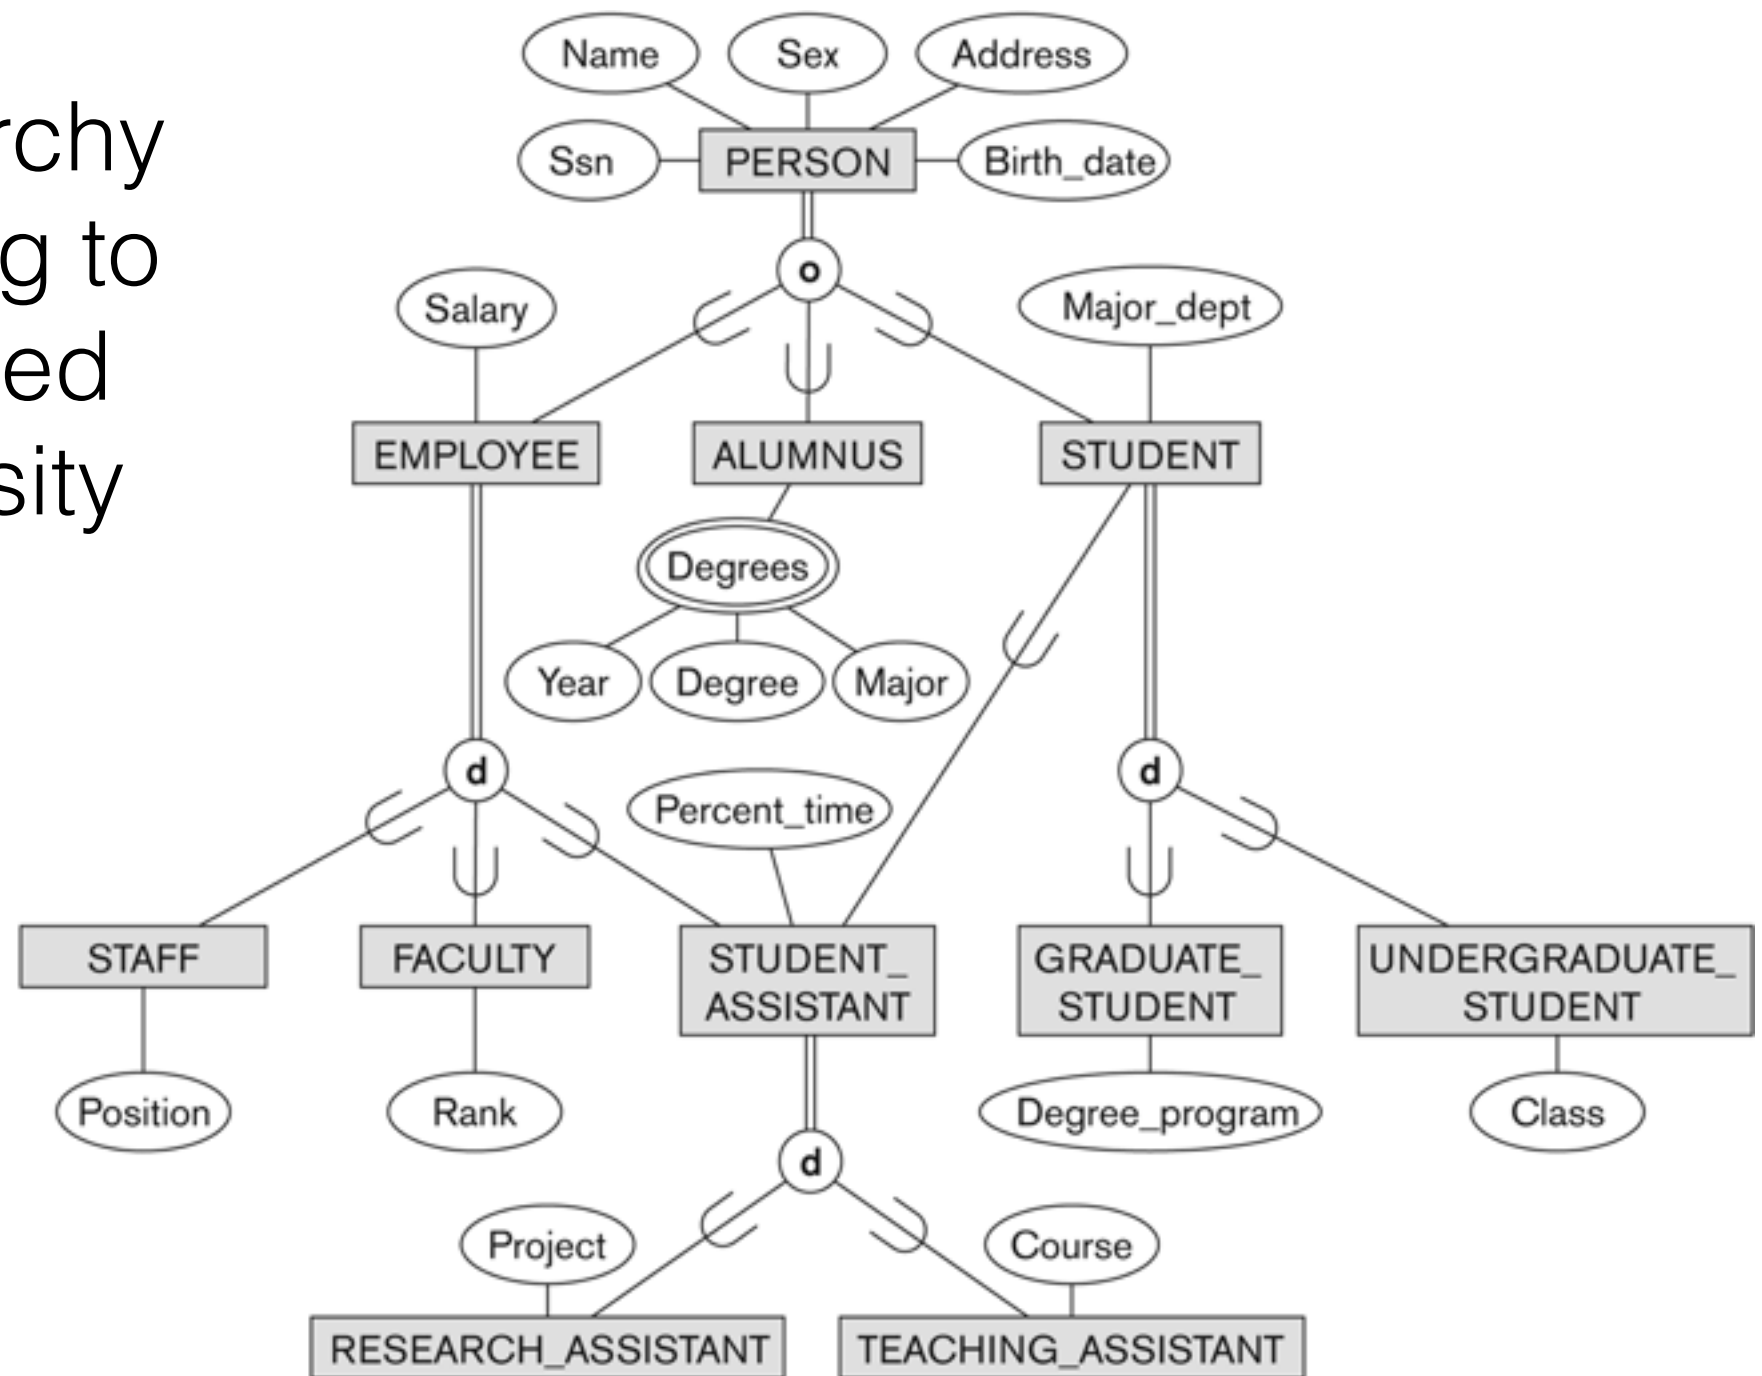 rchy
g to
ed
sity
Name
Sex
Address
Ssn
PERSON
Birth_date
o
Salary
Major_dept
EMPLOYEE
ALUMNUS
STUDENT
Degrees
Year
Degree
Major
d
d
Percent_time
STAFF
FACULTY
STUDENT_
ASSISTANT
GRADUATE_
STUDENT
UNDERGRADUATE_
STUDENT
Position
Rank
Degree_program
Class
d
Project
Course
RESEARCH_ASSISTANT
TEACHING_ASSISTANT